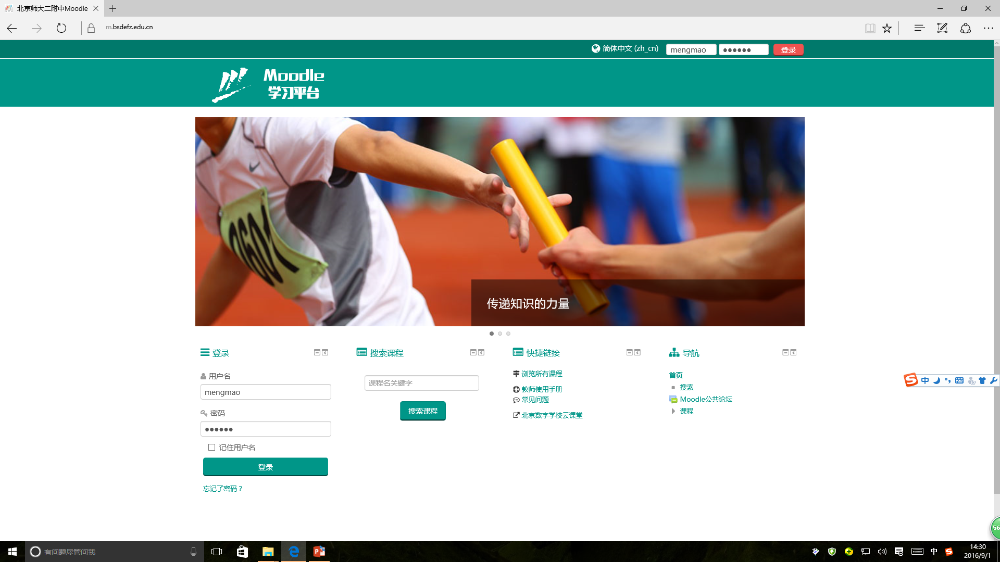 北京师大二附中Moodle
m.bsdefz.edu.cn
简体中文 (zh_cn)
mengmao
●●●●●●
登录
Moodle
学习平台
0601
传递知识的力量
登录
用户名
mengmao
密码
●●●●●●
记住用户名
登录
忘记了密码？
搜索课程
课程名关键字
搜索课程
快捷链接
浏览所有课程
教师使用手册
常见问题
北京数字学校云课堂
导航
首页
搜索
Moodle公共论坛
课程
中
56
有问题尽管问我
中
14:30
2016/9/1